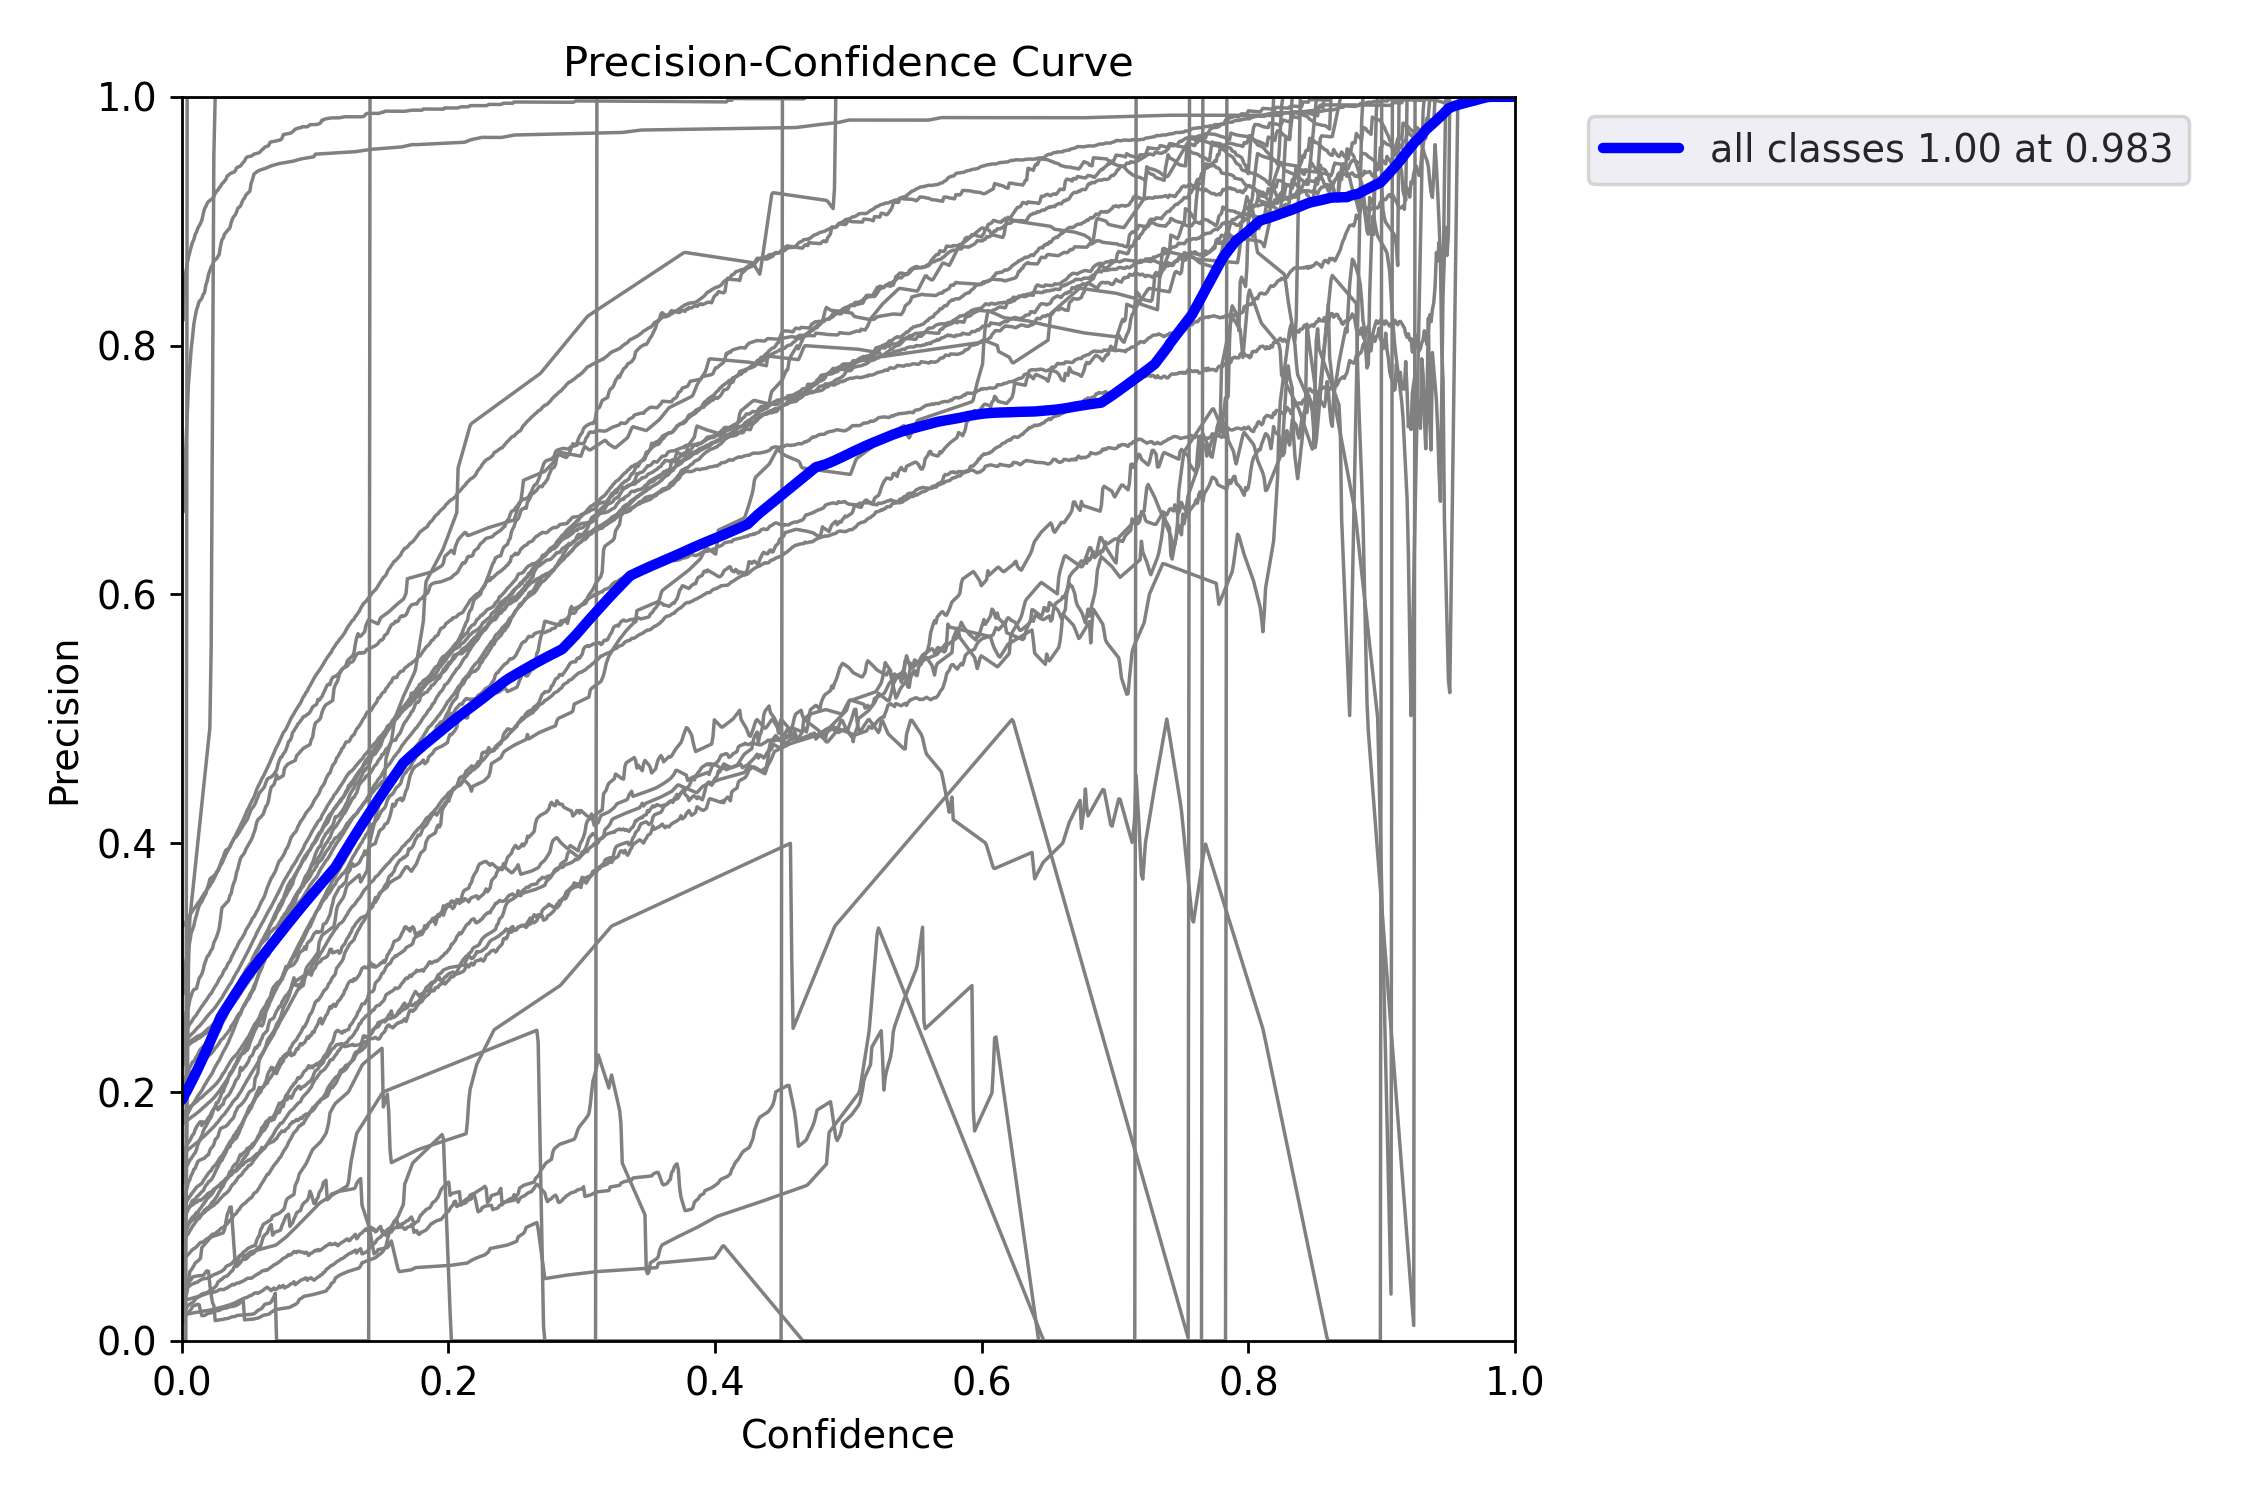 Precision-Confidence Curve
all classes 1.00 at 0.983
Precision
1.0
0.8
0.6
0.4
0.2
0.0
0.0 0.2 0.4 0.6 0.8 1.0
Confidence